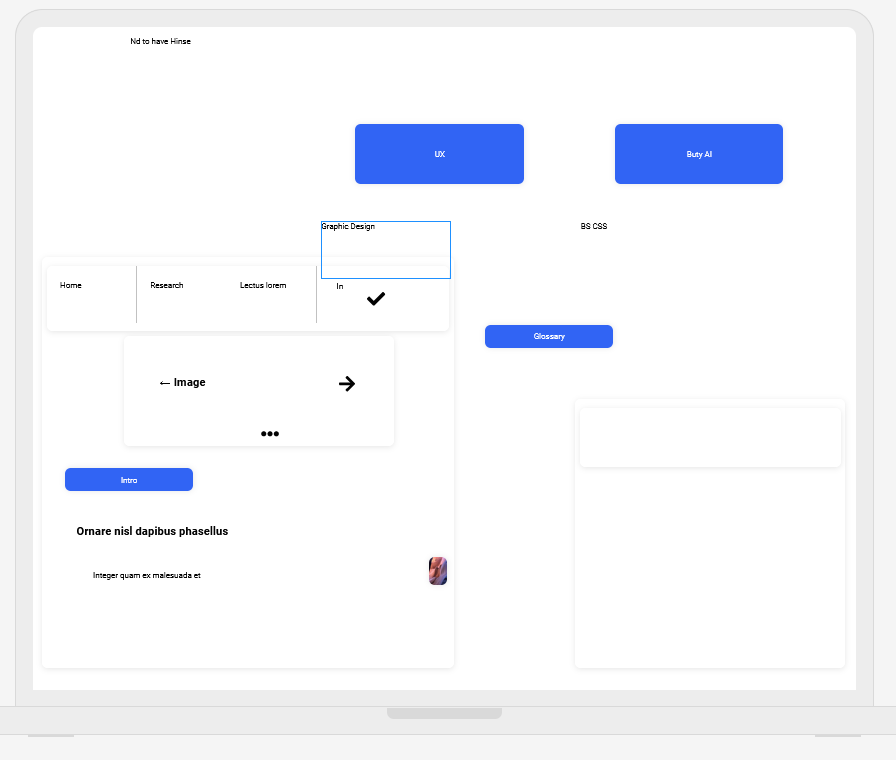 Nd to have Hinse
UX
Buty AI
Graphic Design
BS CSS
Home
Research
Lectus lorem
In
Glossary
← Image
Intro
Ornare nisl dapibus phasellus
Integer quam ex malesuada et